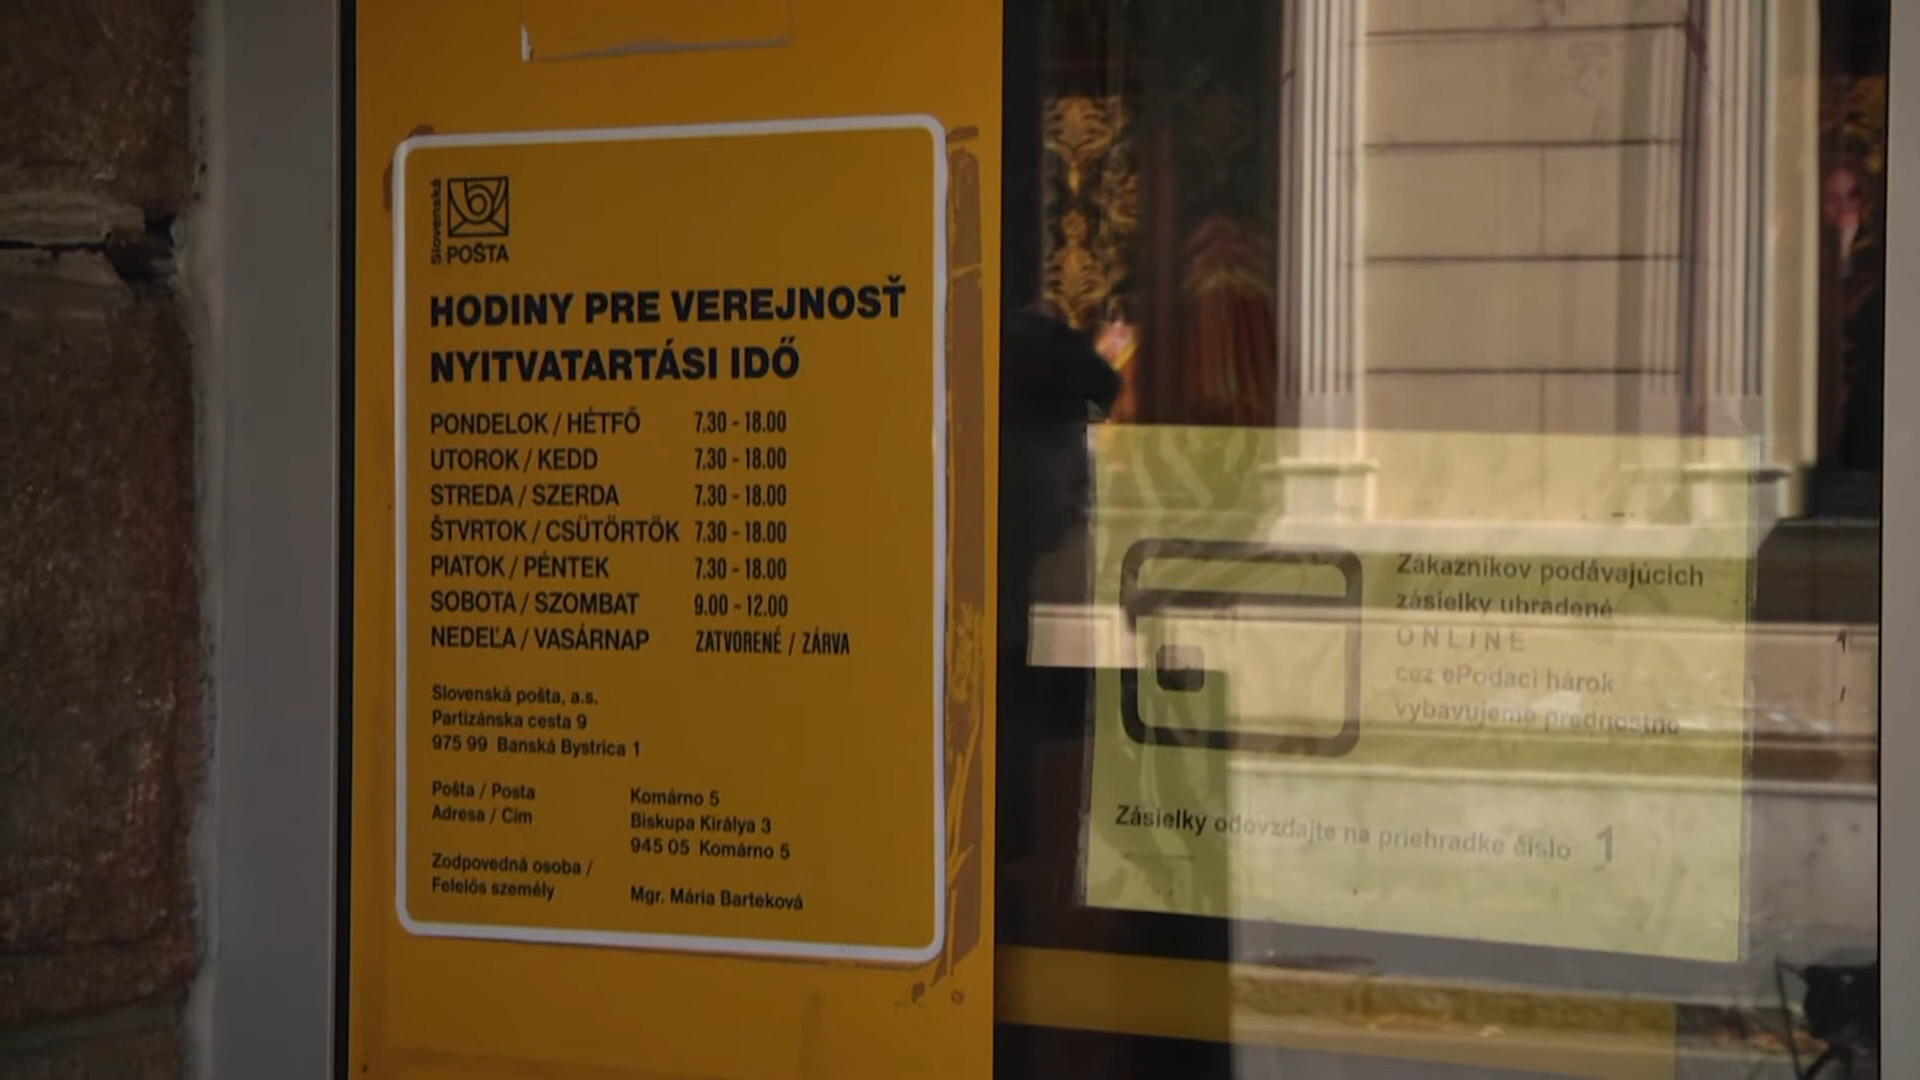 Slovenská
POŠTA
HODINY PRE VEREJNOSŤ
NYITVATARTÁSI IDŐ
PONDELOK / HÉTFŐ 7.30 - 18.00
UTOROK / KEDD 7.30 - 18.00
STREDA / SZERDA 7.30 - 18.00
ŠTVRTOK / CSÜTÖRTÖK 7.30 - 18.00
PIATOK / PÉNTEK 7.30 - 18.00
SOBOTA / SZOMBAT 9.00 - 12.00
NEDEĽA / VASÁRNAP ZATVORENÉ / ZÁRVA
Slovenská pošta, a.s.
Partizánska cesta 9
975 99 Banská Bystrica 1
Pošta / Posta Komárno 5
Adresa / Cím Biskupa Királya 3
945 05 Komárno 5
Zodpovedná osoba /
Felelős személy Mgr. Mária Barteková
Zákazníkov podávajúcich
zásielky uhradené
ONLINE
cez ePodací hárok
vybavujeme prednostne
Zásielky odovzdajte na priehradke číslo 1